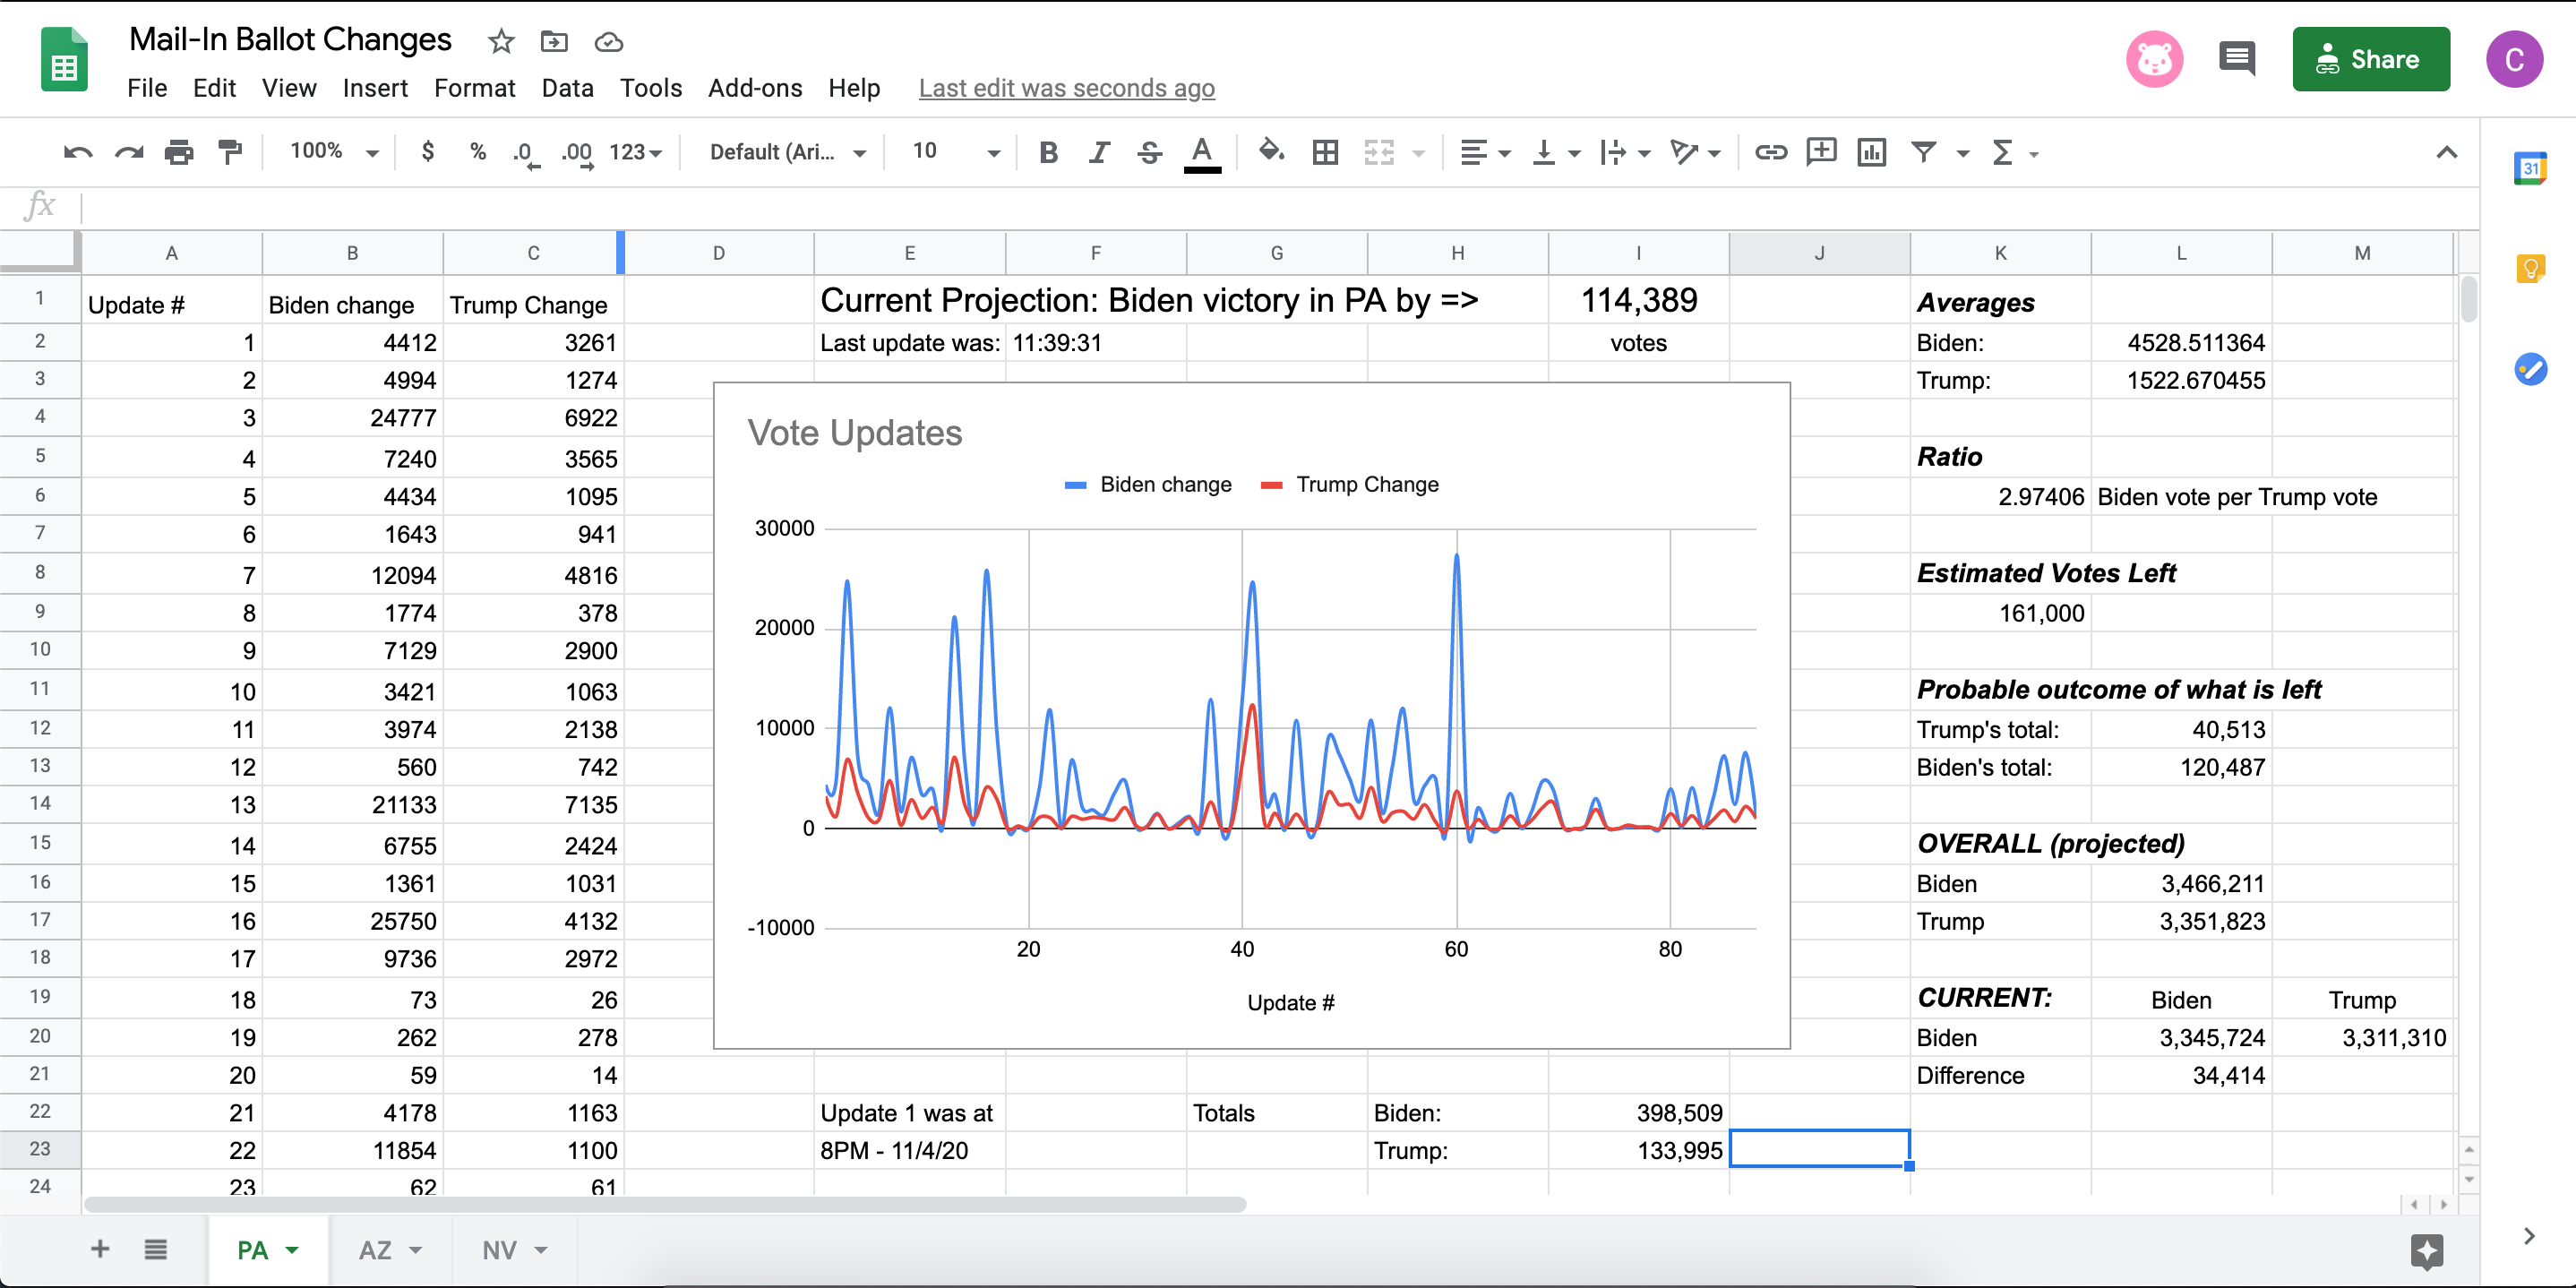 Mail-In Ballot Changes
Share
C
File Edit View Insert Format Data Tools Add-ons Help Last edit was seconds ago
100% $ % .0 .00 123 Default (Ari... 10 B I S A
31
fx
A B C D E F G H I J K L M
1 Update # Biden change Trump Change Current Projection: Biden victory in PA by => 114,389 Averages
2 1 4412 3261 Last update was: 11:39:31 votes Biden: 4528.511364
3 2 4994 1274 Trump: 1522.670455
4 3 24777 6922
5 4 7240 3565 Ratio
6 5 4434 1095 2.97406 Biden vote per Trump vote
7 6 1643 941
8 7 12094 4816 Estimated Votes Left
9 8 1774 378 161,000
10 9 7129 2900
11 10 3421 1063 Probable outcome of what is left
12 11 3974 2138 Trump's total: 40,513
13 12 560 742 Biden's total: 120,487
14 13 21133 7135
15 14 6755 2424 OVERALL (projected)
16 15 1361 1031 Biden 3,466,211
17 16 25750 4132 Trump 3,351,823
18 17 9736 2972
19 18 73 26 CURRENT: Biden Trump
20 19 262 278 Biden 3,345,724 3,311,310
21 20 59 14 Difference 34,414
22 21 4178 1163 Update 1 was at Totals Biden: 398,509
23 22 11854 1100 8PM - 11/4/20 Trump: 133,995
24 23 62 61
Vote Updates
Biden change Trump Change
30000
20000
10000
0
-10000
20 40 60 80
Update #
PA AZ NV